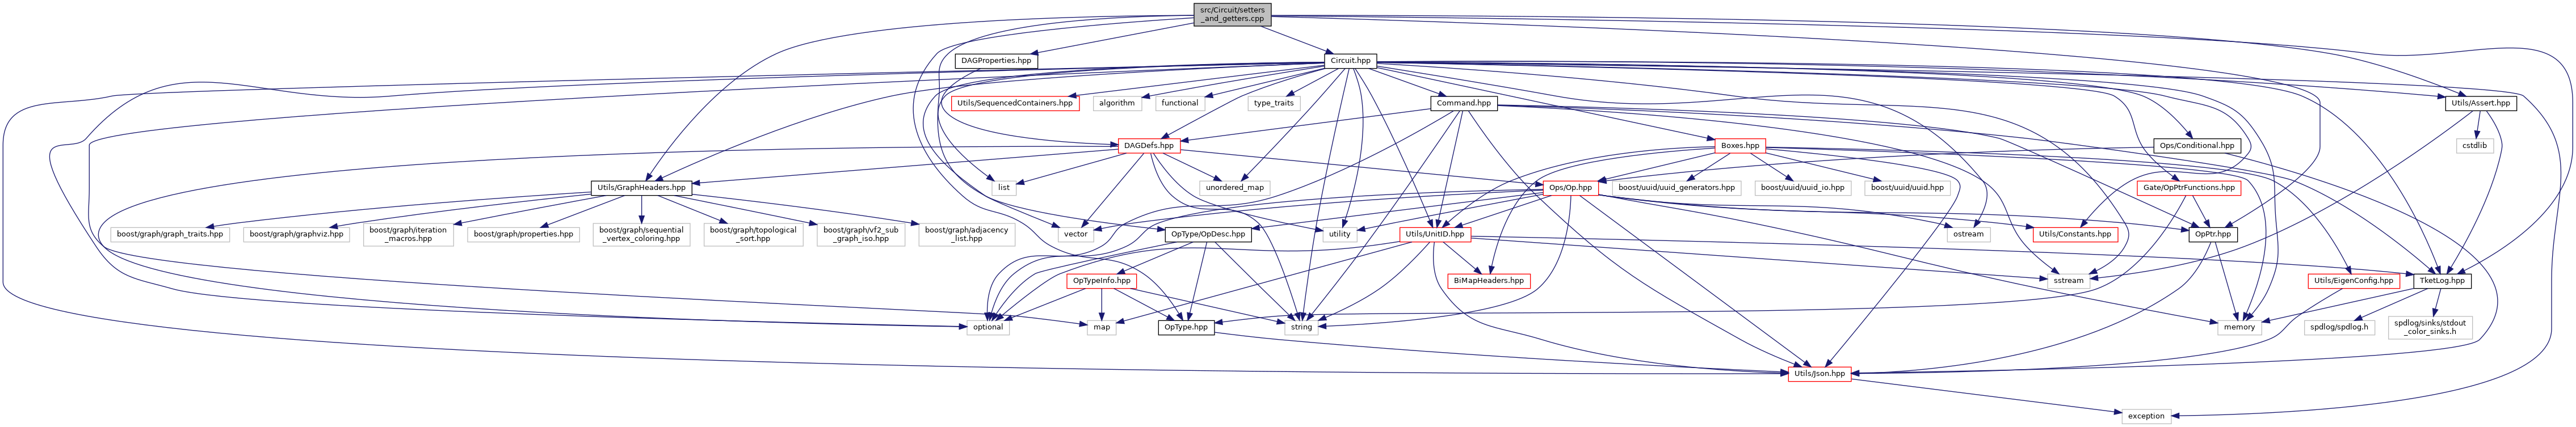 src/Circuit/setters
_and_getters.cpp
DAGProperties.hpp
Circuit.hpp
Utils/SequencedContainers.hpp
algorithm
functional
type_traits
Command.hpp
Utils/Assert.hpp
DAGDefs.hpp
Boxes.hpp
Ops/Conditional.hpp
cstdlib
Utils/GraphHeaders.hpp
list
unordered_map
Ops/Op.hpp
boost/uuid/uuid_generators.hpp
boost/uuid/uuid_io.hpp
boost/uuid/uuid.hpp
Gate/OpPtrFunctions.hpp
boost/graph/graph_traits.hpp
boost/graph/graphviz.hpp
boost/graph/iteration
_macros.hpp
boost/graph/properties.hpp
boost/graph/sequential
_vertex_coloring.hpp
boost/graph/topological
_sort.hpp
boost/graph/vf2_sub
_graph_iso.hpp
boost/graph/adjacency
_list.hpp
vector
OpType/OpDesc.hpp
utility
Utils/UnitID.hpp
ostream
Utils/Constants.hpp
OpPtr.hpp
OpTypeInfo.hpp
BiMapHeaders.hpp
sstream
Utils/EigenConfig.hpp
TketLog.hpp
optional
map
OpType.hpp
string
memory
spdlog/spdlog.h
spdlog/sinks/stdout
_color_sinks.h
Utils/Json.hpp
exception